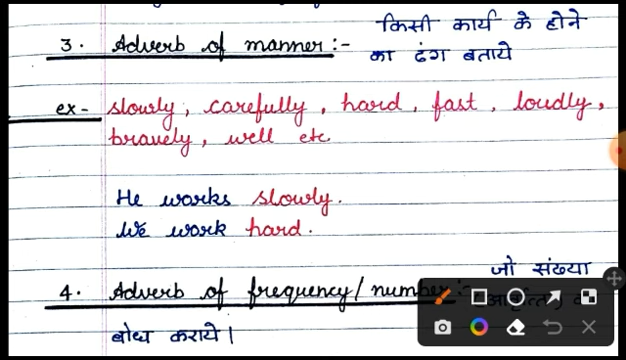 किसी कार्य के होने
3. Adverb of manner :- का ढंग बताये
ex- slowly, carefully, hard, fast, loudly,
bravely, well etc.
He works slowly.
We work hard.
जो संख्या
4. Adverb of frequency/number :-
बोध कराये।